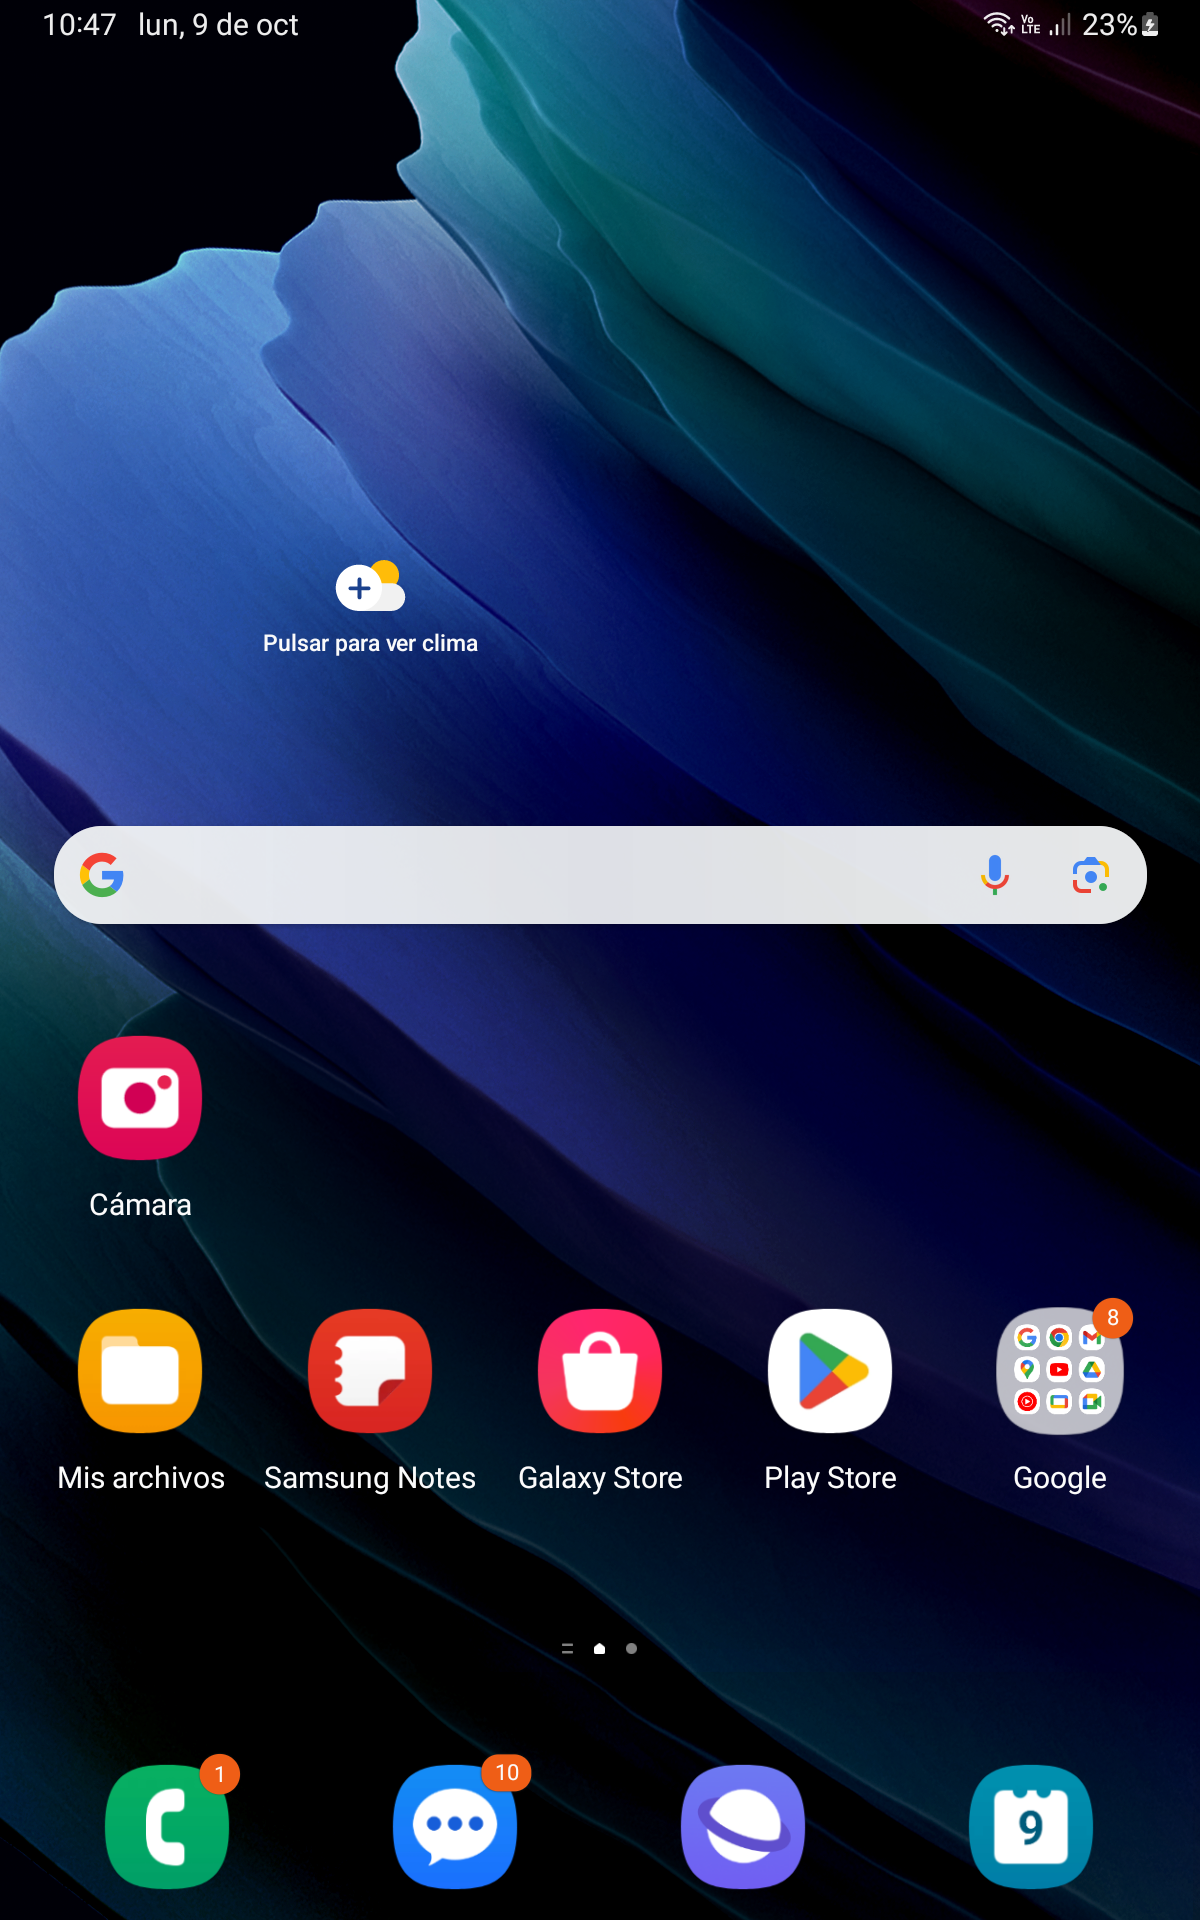 10:47 lun, 9 de oct
Vo LTE 23%
Pulsar para ver clima
Cámara
8
Mis archivos Samsung Notes Galaxy Store Play Store Google
1 10
9